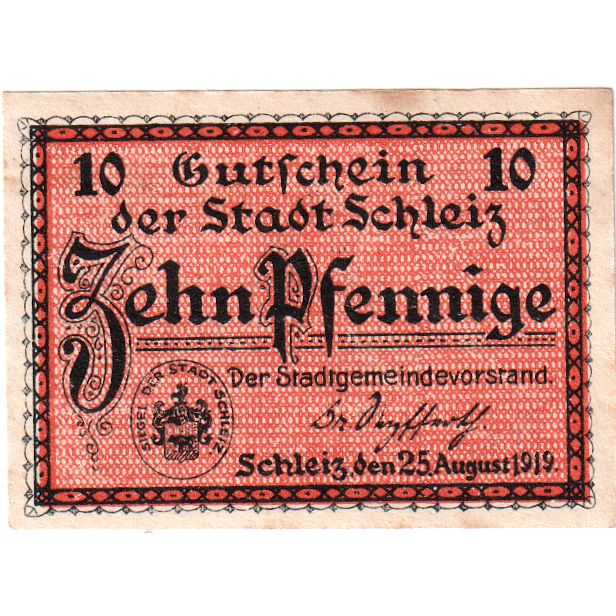 10 Gutschein 10
der Stadt Schleiz
Zehn Pfennige
Der Stadtgemeindevorstand.
SIEGEL DER STADT SCHLEIZ
Dr.
Schleiz, den 25. August 1919.